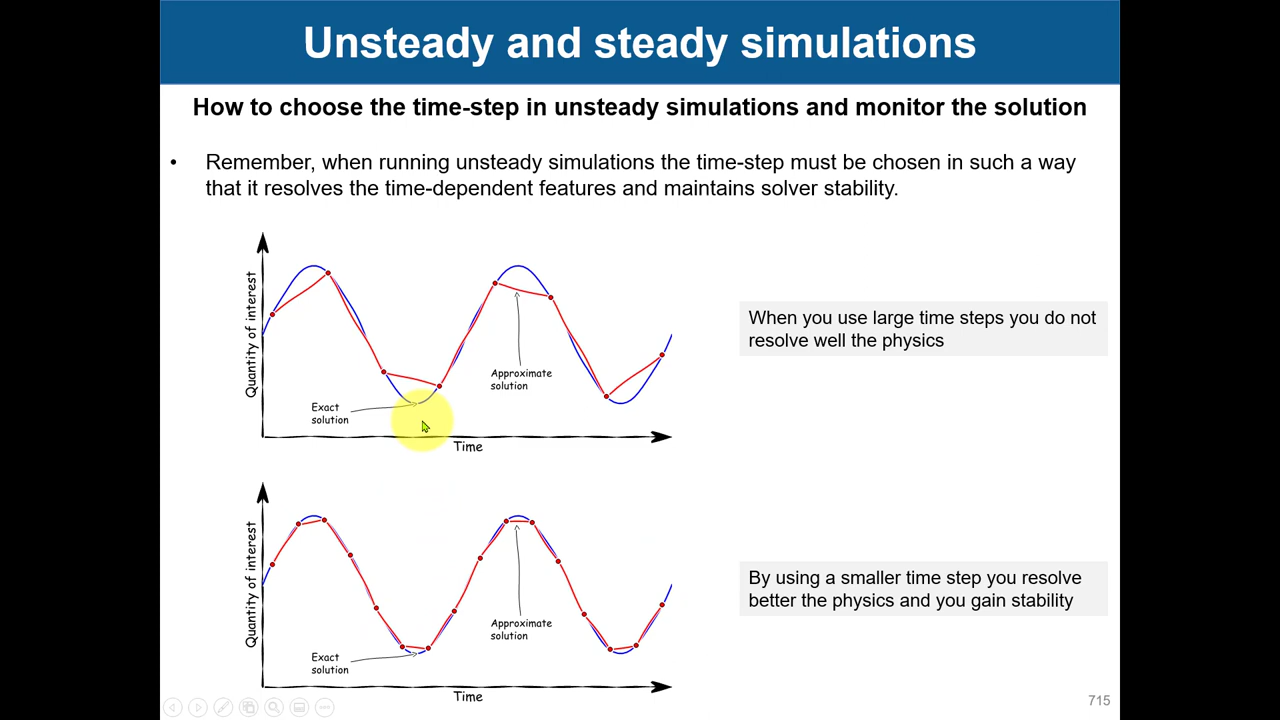 Unsteady and steady simulations
How to choose the time-step in unsteady simulations and monitor the solution
• Remember, when running unsteady simulations the time-step must be chosen in such a way
that it resolves the time-dependent features and maintains solver stability.
Quantity of interest
Approximate
solution
Exact
solution
Time
When you use large time steps you do not
resolve well the physics
Quantity of interest
Approximate
solution
Exact
solution
Time
By using a smaller time step you resolve
better the physics and you gain stability
715